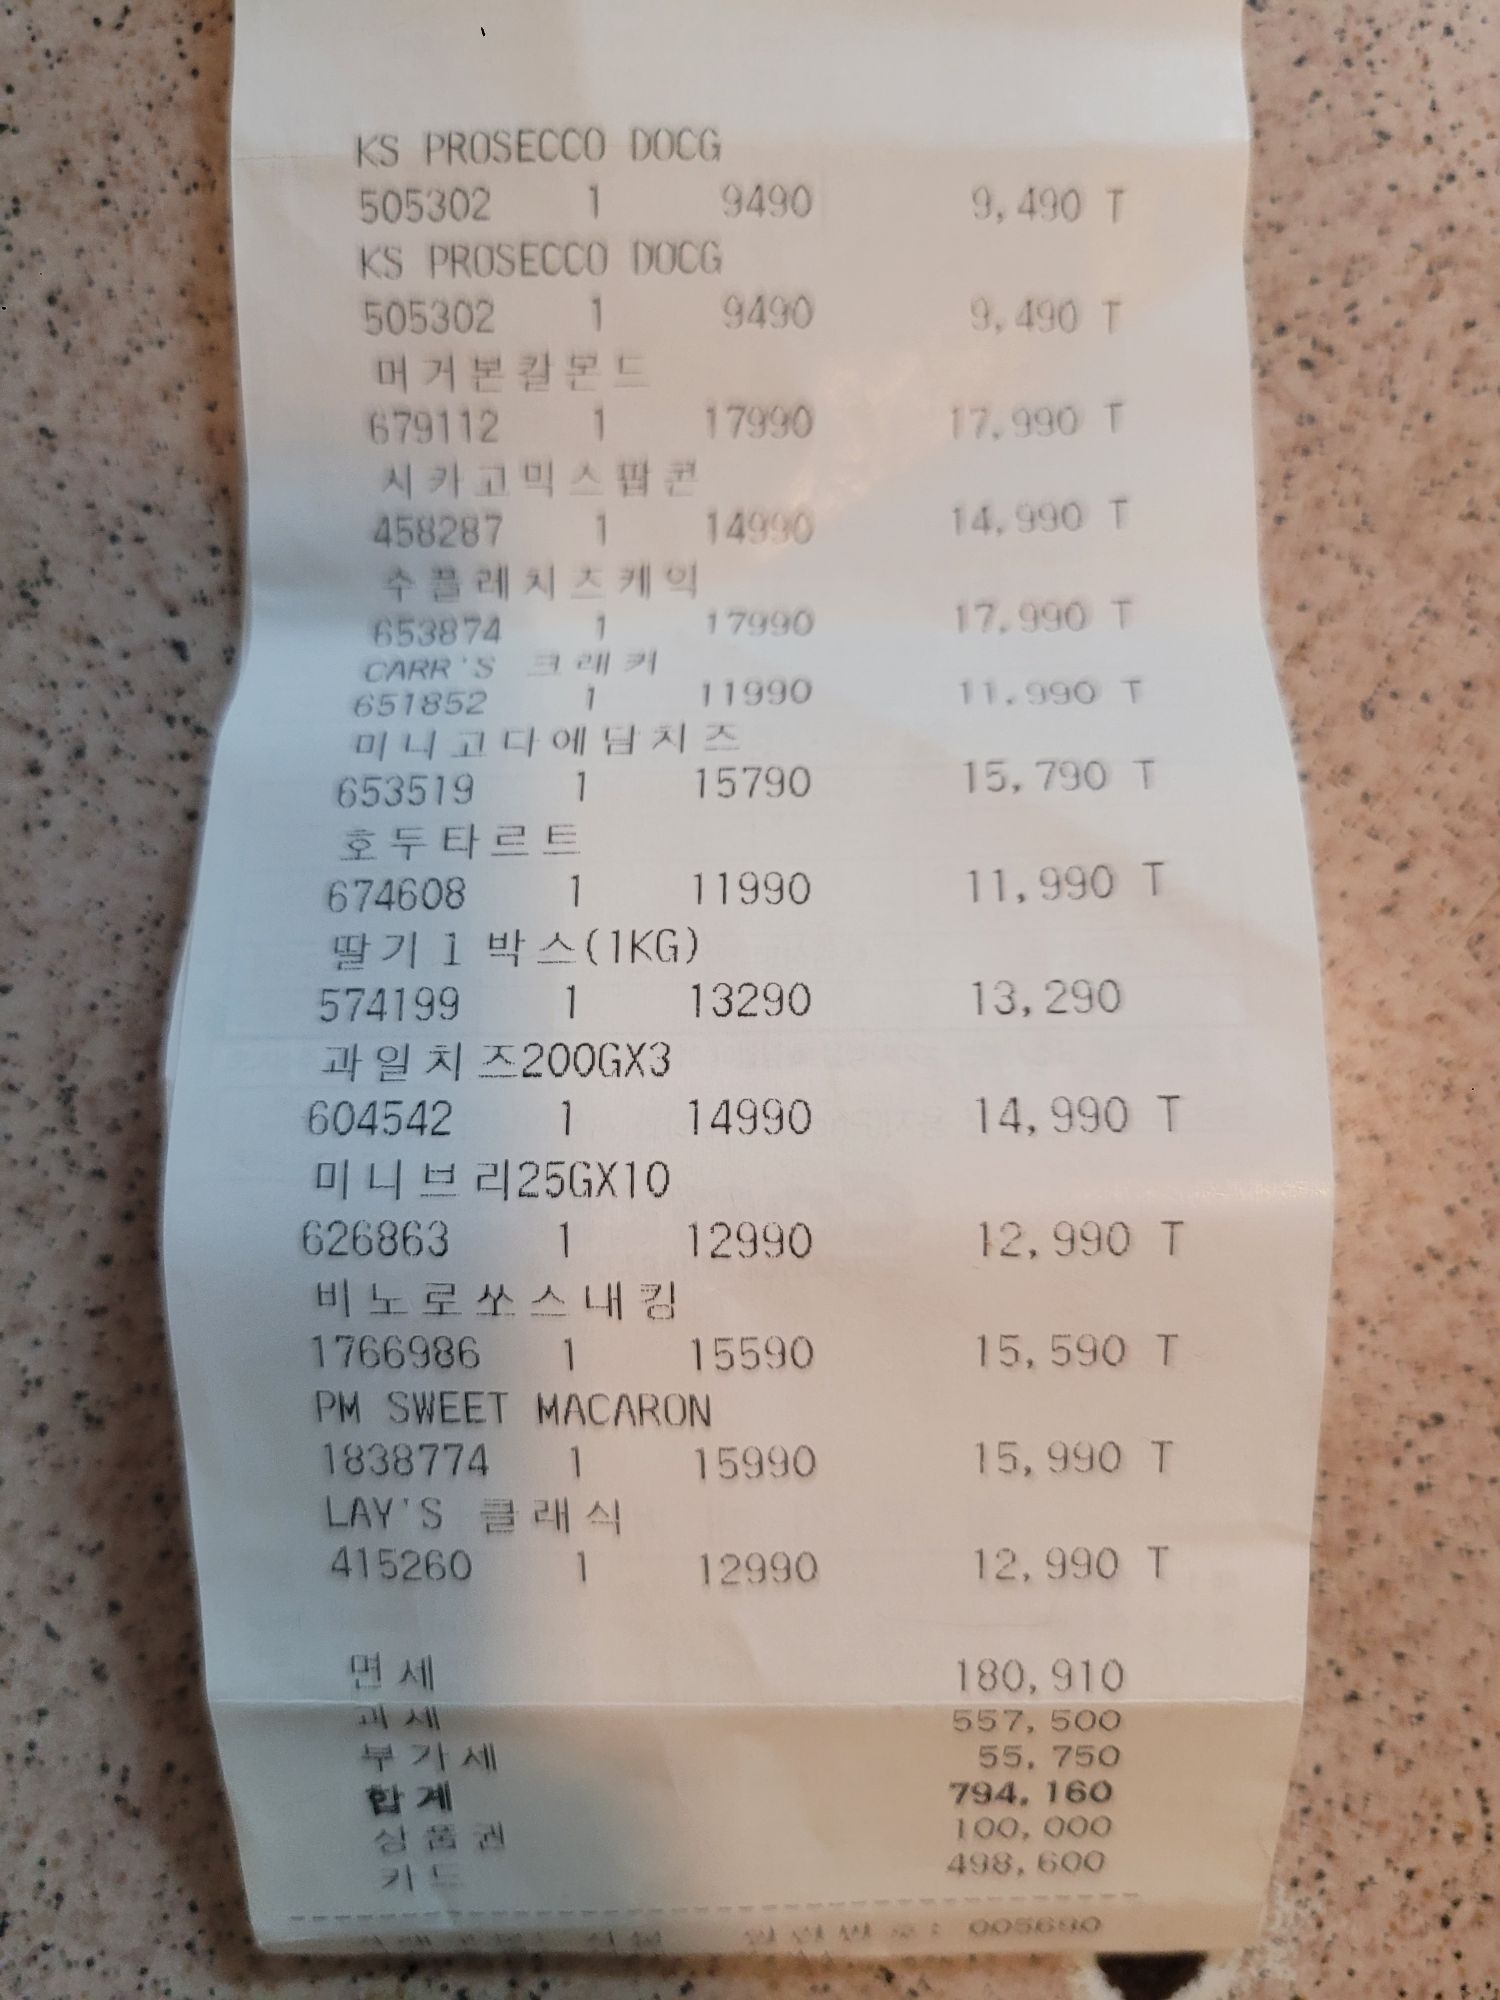 KS PROSECCO DOCG
505302 1 9490 9,490 T
KS PROSECCO DOCG
505302 1 9490 9,490 T
머거본칼몬드
679112 1 17990 17,990 T
시카고믹스팝콘
458287 1 14990 14,990 T
수플레치즈케익
653874 1 17990 17,990 T
CARR'S 크래커
651852 1 11990 11,990 T
미니고다에담치즈
653519 1 15790 15,790 T
호두타르트
674608 1 11990 11,990 T
딸기1박스(1KG)
574199 1 13290 13,290
과일치즈200GX3
604542 1 14990 14,990 T
미니브리25GX10
626863 1 12990 12,990 T
비노로쏘스내킹
1766986 1 15590 15,590 T
PM SWEET MACARON
1838774 1 15990 15,990 T
LAY'S 클래식
415260 1 12990 12,990 T
면세 180,910
과세 557,500
부가세 55,750
합계 794,160
상품권 100,000
카드 498,600
005690